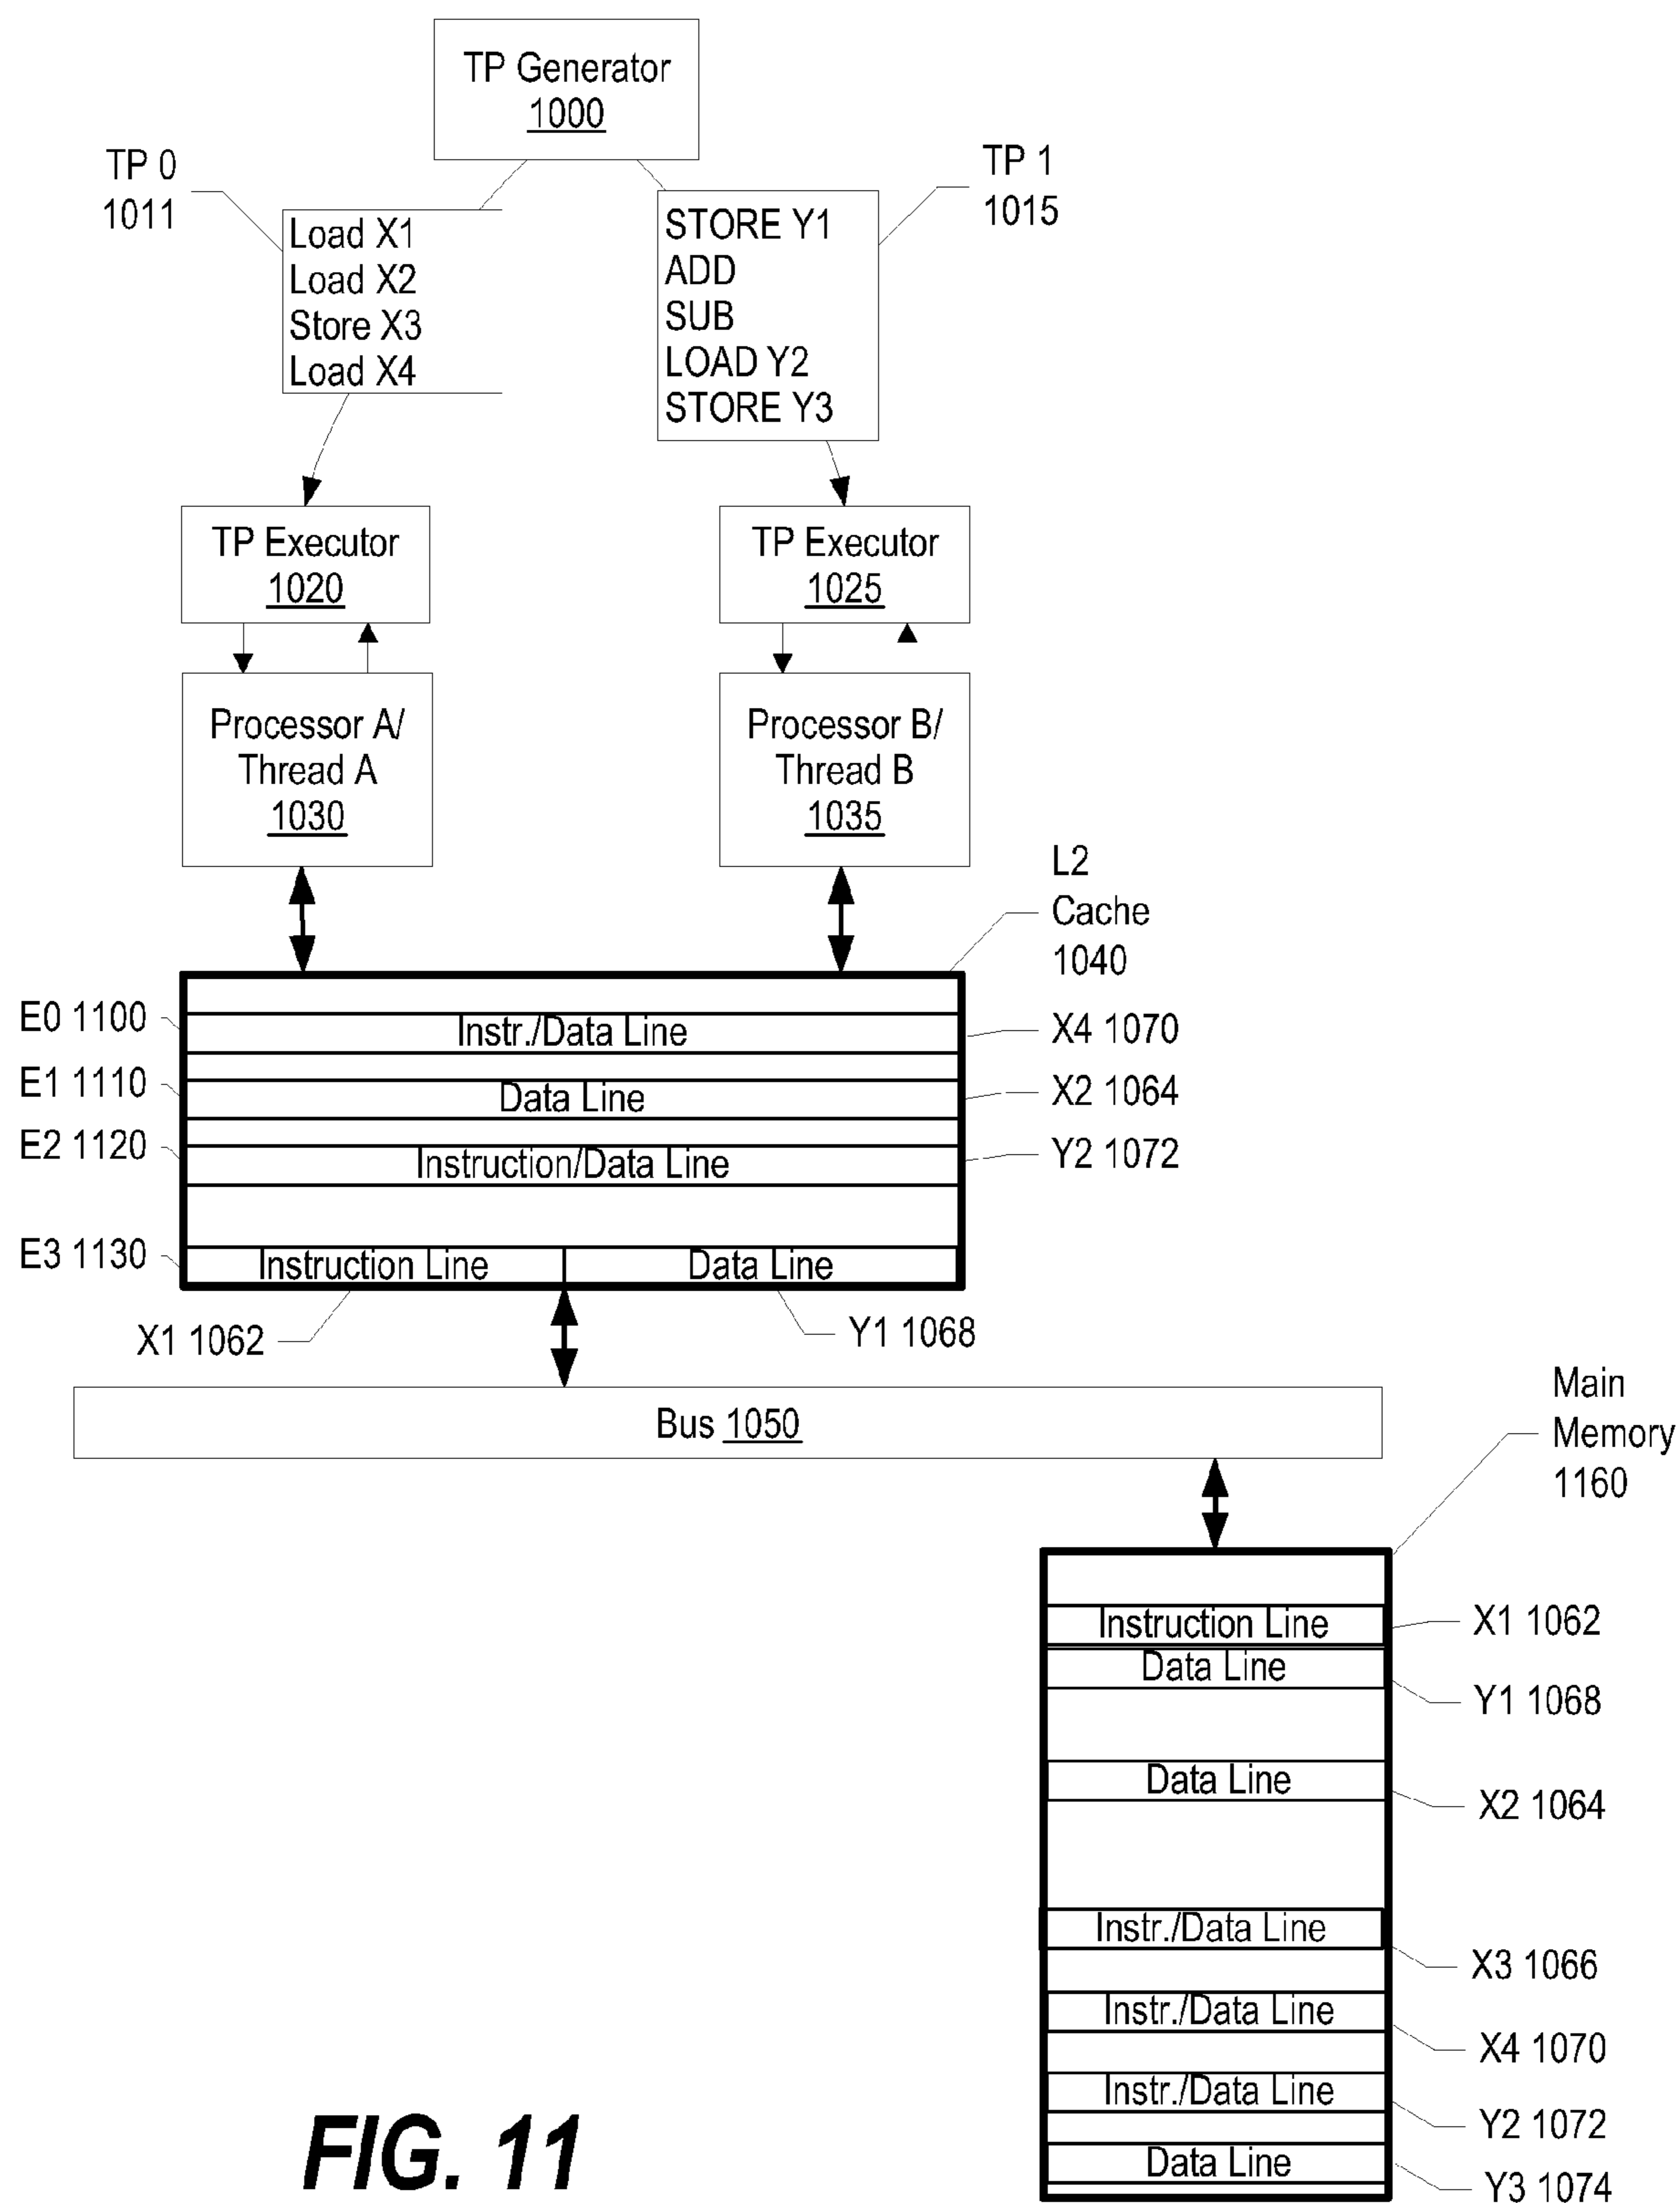 TP Generator
1000
TP 0
1011
TP 1
1015
Load X1
Load X2
Store X3
Load X4
STORE Y1
ADD
SUB
LOAD Y2
STORE Y3
TP Executor
1020
TP Executor
1025
Processor A/
Thread A
1030
Processor B/
Thread B
1035
L2
Cache
1040
E0 1100
Instr./Data Line
X4 1070
E1 1110
Data Line
X2 1064
E2 1120
Instruction/Data Line
Y2 1072
E3 1130
Instruction Line
Data Line
X1 1062
Y1 1068
Bus 1050
Main
Memory
1160
Instruction Line
X1 1062
Data Line
Y1 1068
Data Line
X2 1064
Instr./Data Line
X3 1066
Instr./Data Line
X4 1070
Instr./Data Line
Y2 1072
Data Line
Y3 1074
FIG. 11